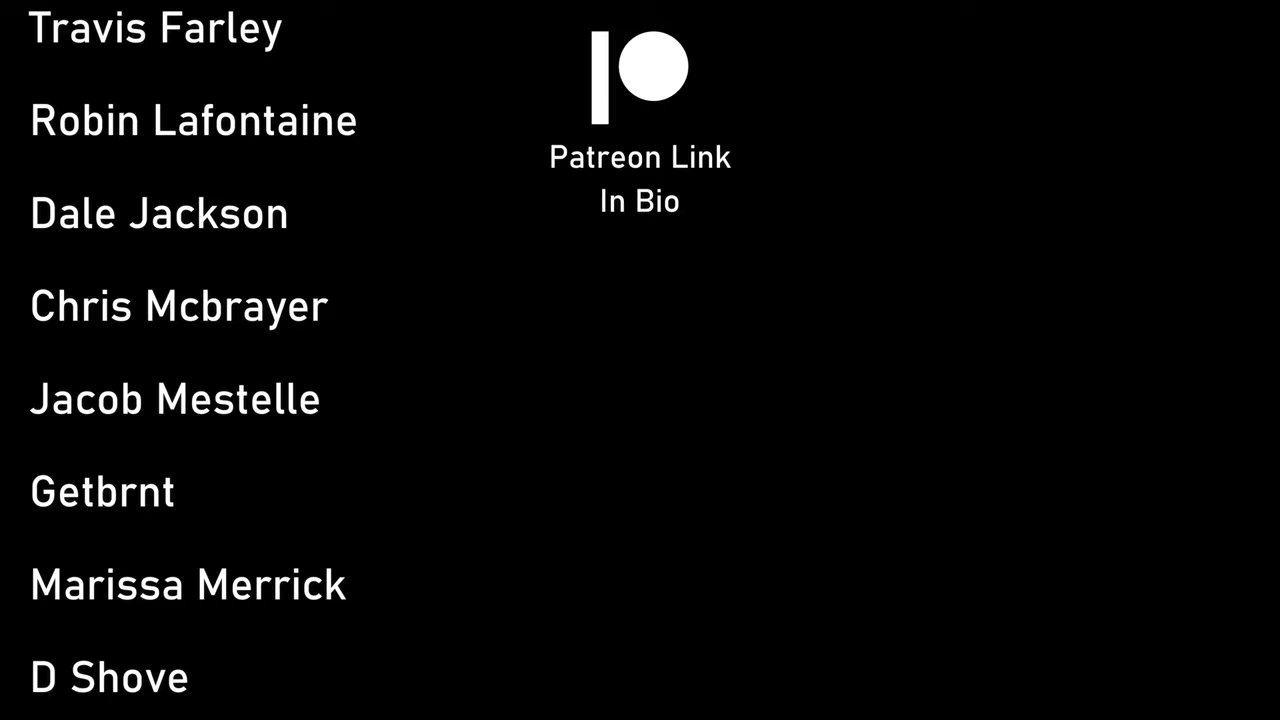 Travis Farley
Robin Lafontaine
Dale Jackson
Chris Mcbrayer
Jacob Mestelle
Getbrnt
Marissa Merrick
D Shove
Patreon Link
In Bio